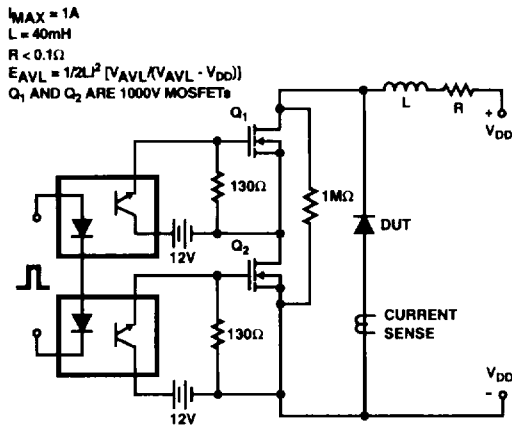 IMAX = 1A
L = 40mH
R < 0.1Ω
EAVL = 1/2LI² [VAVL/(VAVL - VDD)]
Q1 AND Q2 ARE 1000V MOSFETs
Q1
L
R
+
VDD
130Ω
1MΩ
DUT
12V
Q2
CURRENT
SENSE
130Ω
VDD
-
12V